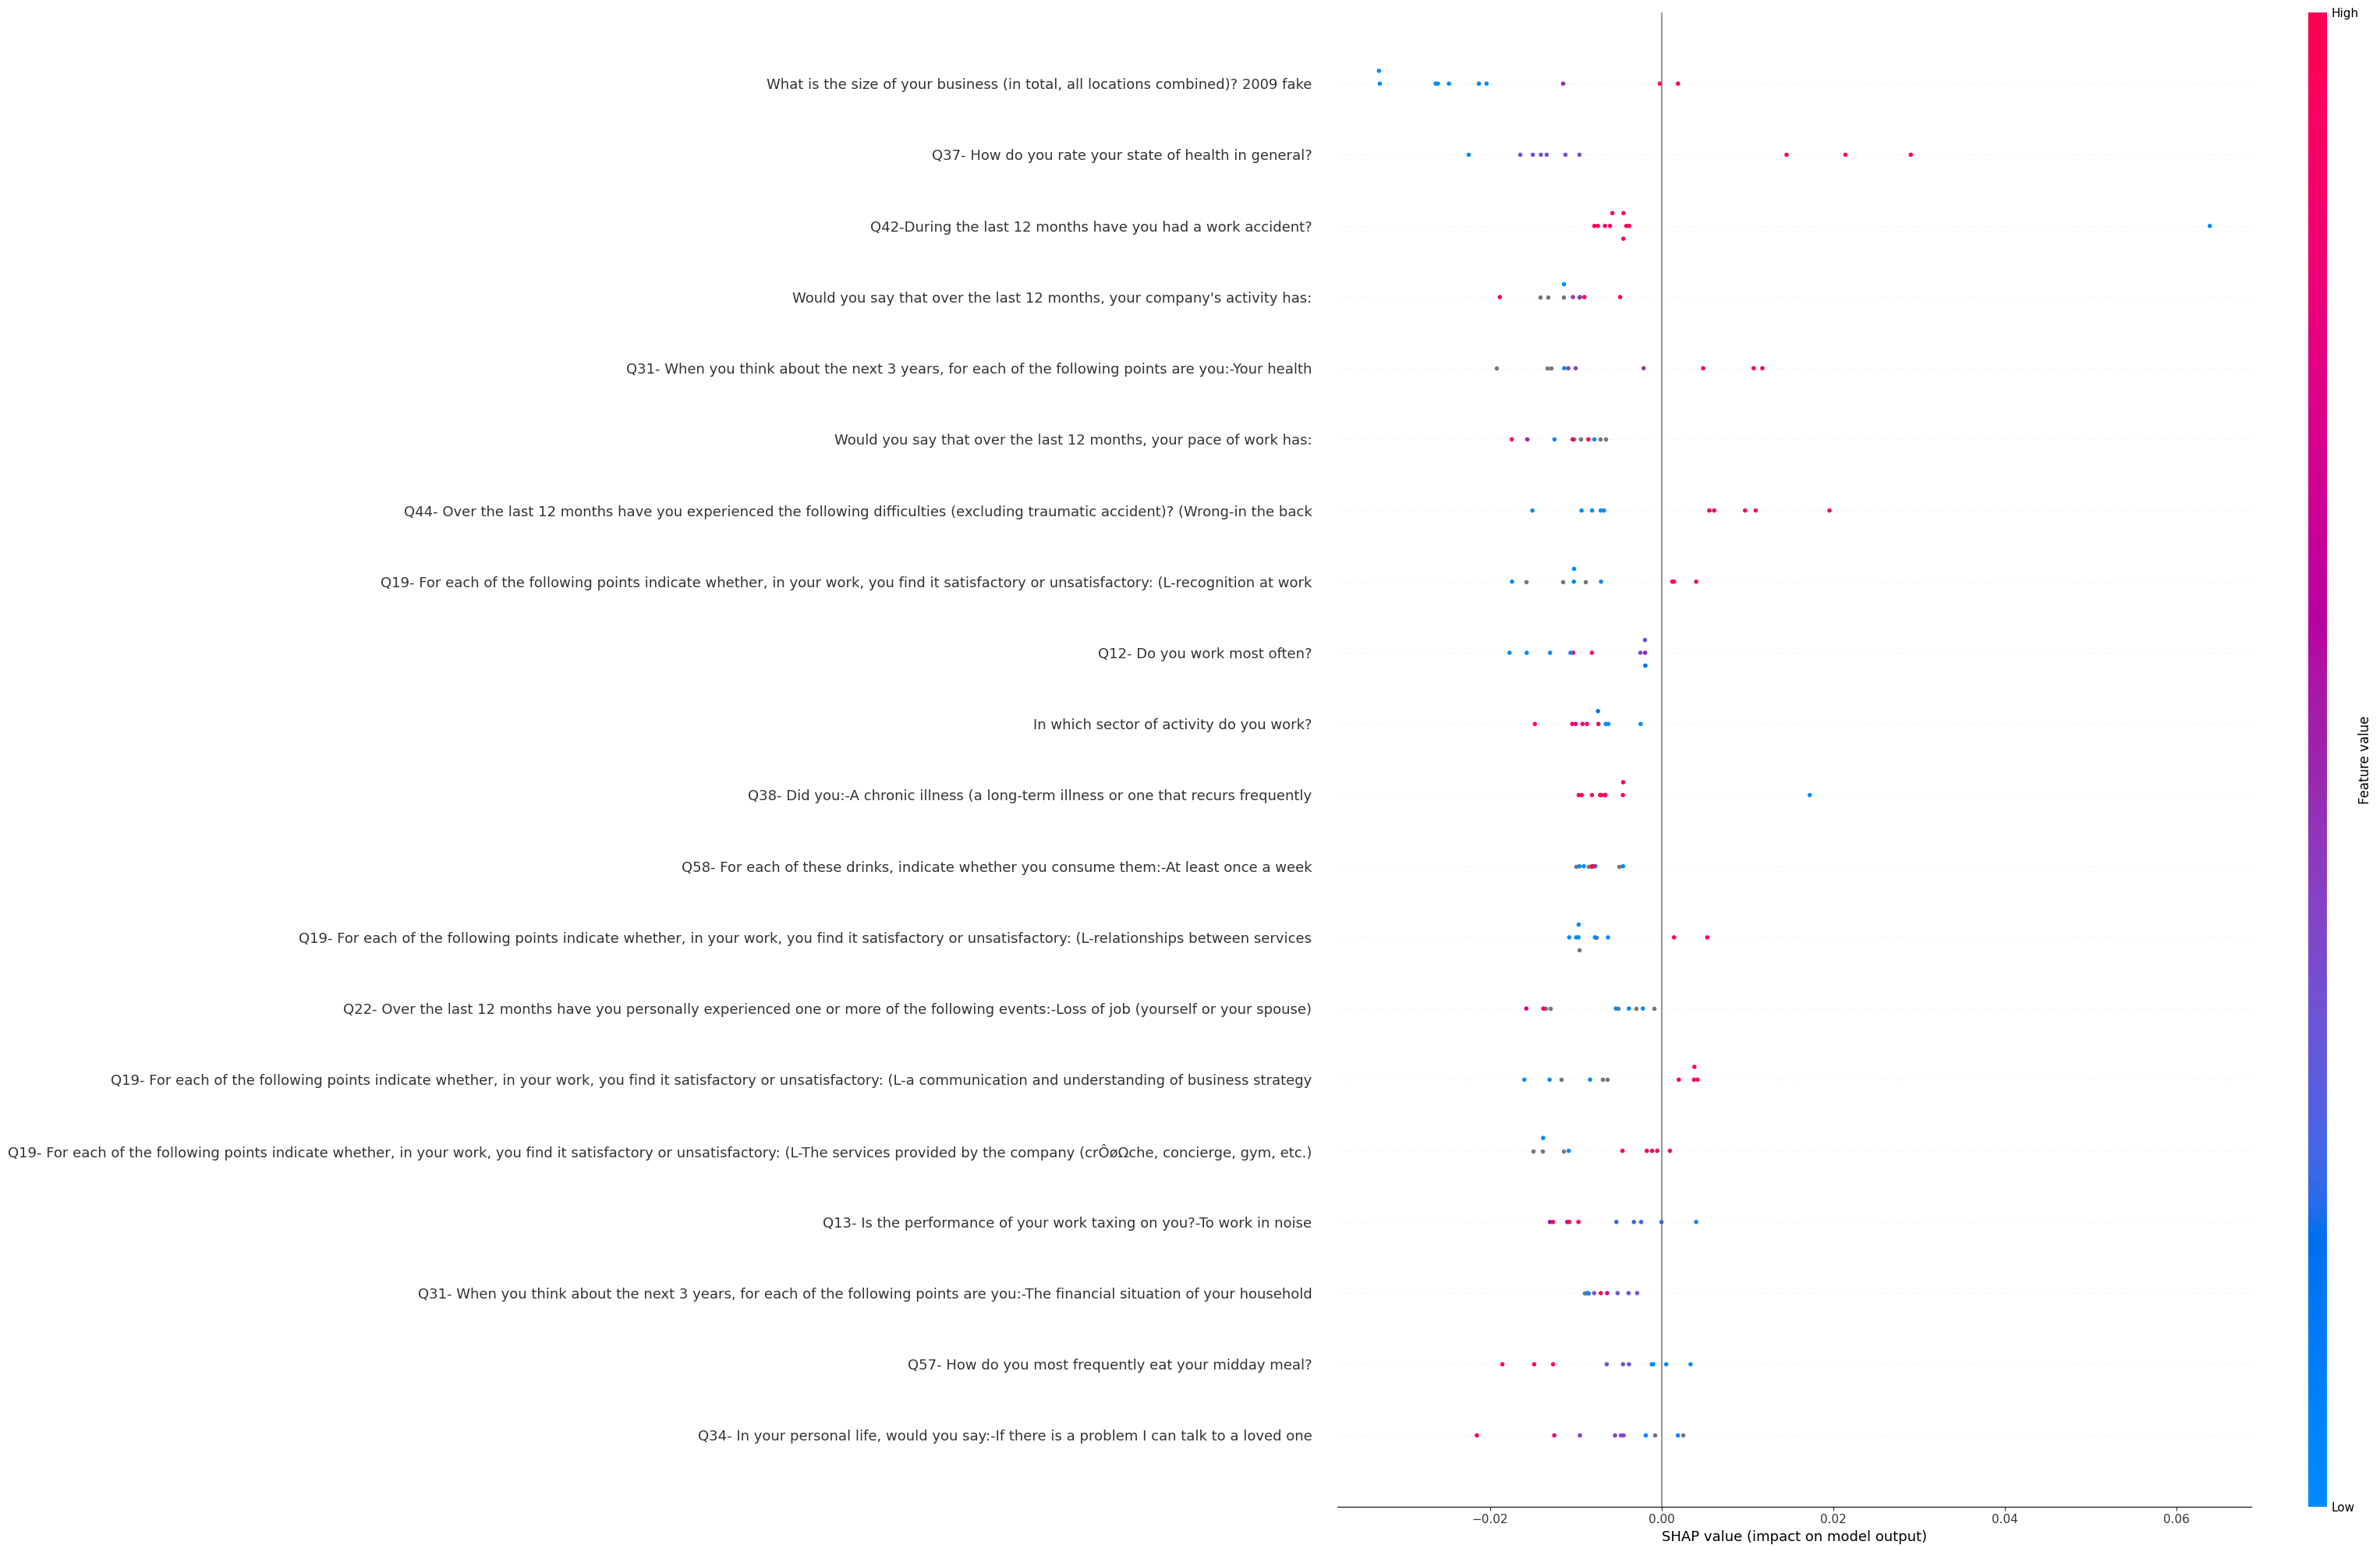 High
What is the size of your business (in total, all locations combined)? 2009 fake
Q37- How do you rate your state of health in general?
Q42-During the last 12 months have you had a work accident?
Would you say that over the last 12 months, your company's activity has:
Q31- When you think about the next 3 years, for each of the following points are you:-Your health
Would you say that over the last 12 months, your pace of work has:
Q44- Over the last 12 months have you experienced the following difficulties (excluding traumatic accident)? (Wrong-in the back
Q19- For each of the following points indicate whether, in your work, you find it satisfactory or unsatisfactory: (L-recognition at work
Q12- Do you work most often?
In which sector of activity do you work?
Feature value
Q38- Did you:-A chronic illness (a long-term illness or one that recurs frequently
Q58- For each of these drinks, indicate whether you consume them:-At least once a week
Q19- For each of the following points indicate whether, in your work, you find it satisfactory or unsatisfactory: (L-relationships between services
Q22- Over the last 12 months have you personally experienced one or more of the following events:-Loss of job (yourself or your spouse)
Q19- For each of the following points indicate whether, in your work, you find it satisfactory or unsatisfactory: (L-a communication and understanding of business strategy
Q19- For each of the following points indicate whether, in your work, you find it satisfactory or unsatisfactory: (L-The services provided by the company (crÔøΩche, concierge, gym, etc.)
Q13- Is the performance of your work taxing on you?-To work in noise
Q31- When you think about the next 3 years, for each of the following points are you:-The financial situation of your household
Q57- How do you most frequently eat your midday meal?
Q34- In your personal life, would you say:-If there is a problem I can talk to a loved one
Low
−0.02 0.00 0.02 0.04 0.06
SHAP value (impact on model output)